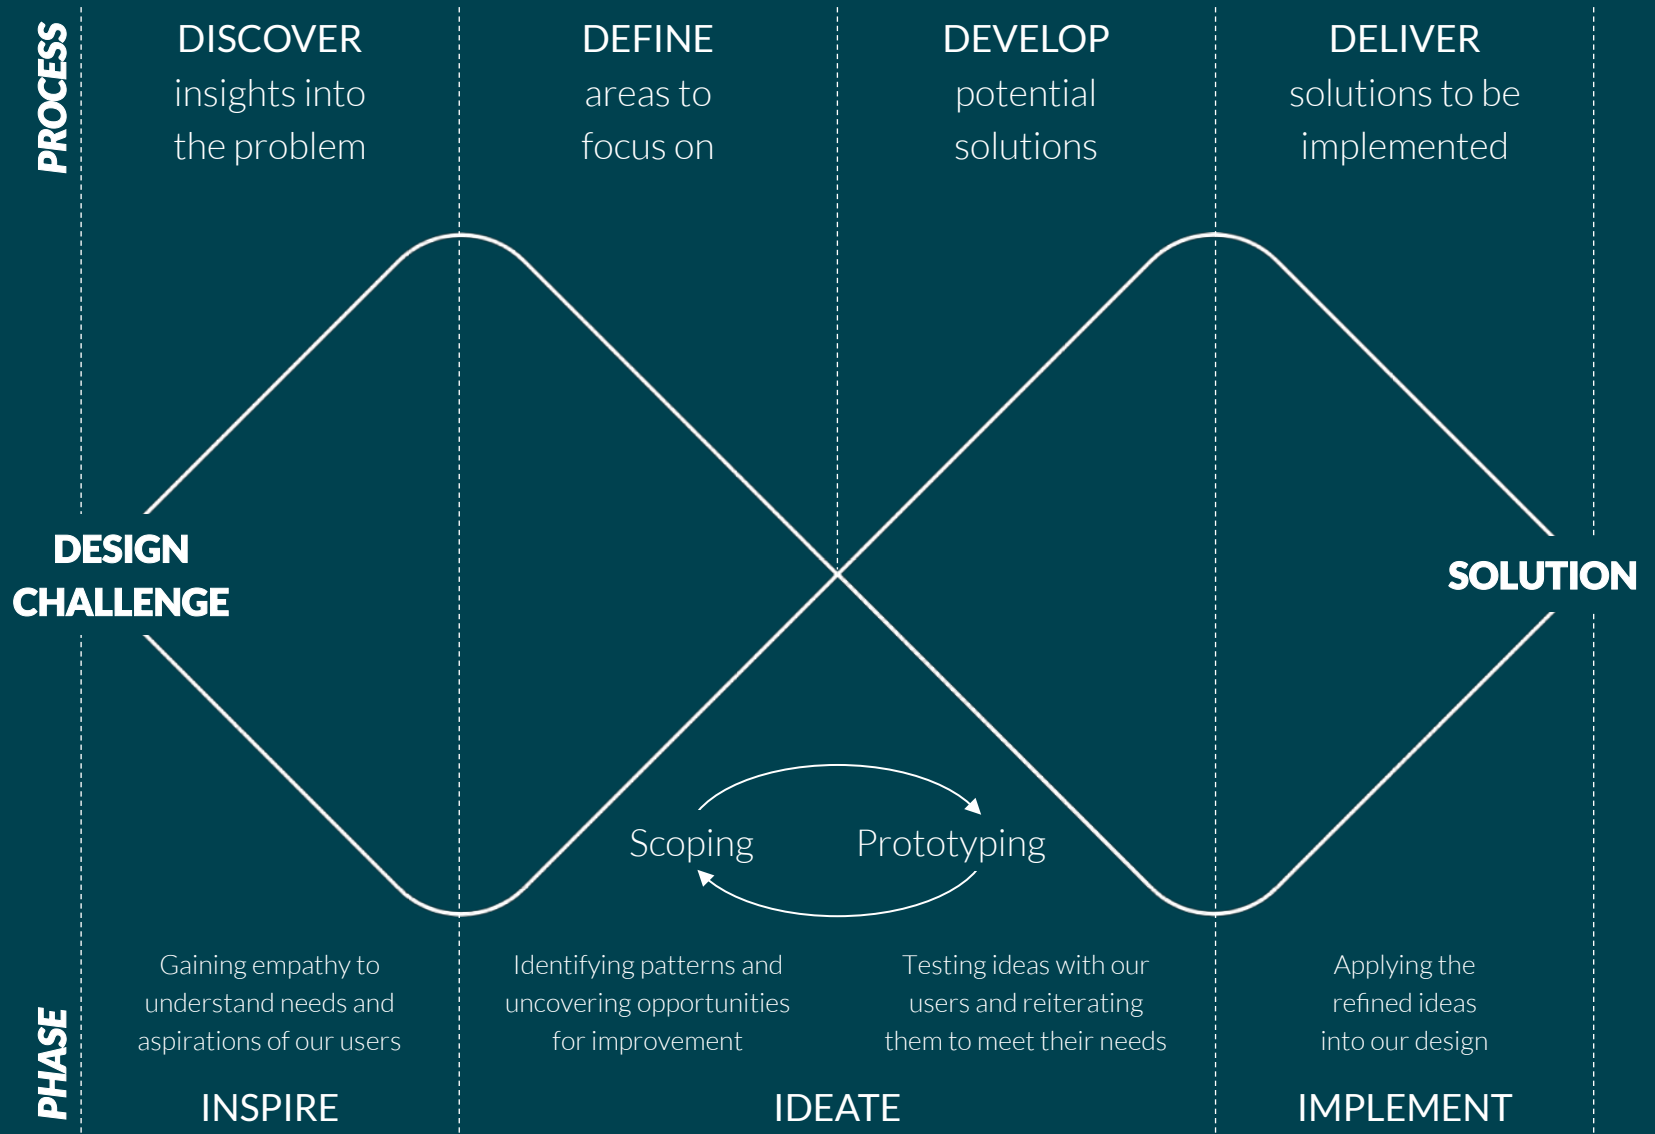 PROCESS
DISCOVER
insights into
the problem
DEFINE
areas to
focus on
DEVELOP
potential
solutions
DELIVER
solutions to be
implemented
DESIGN
CHALLENGE
SOLUTION
Scoping
Prototyping
PHASE
Gaining empathy to
understand needs and
aspirations of our users
Identifying patterns and
uncovering opportunities
for improvement
Testing ideas with our
users and reiterating
them to meet their needs
Applying the
refined ideas
into our design
INSPIRE
IDEATE
IMPLEMENT